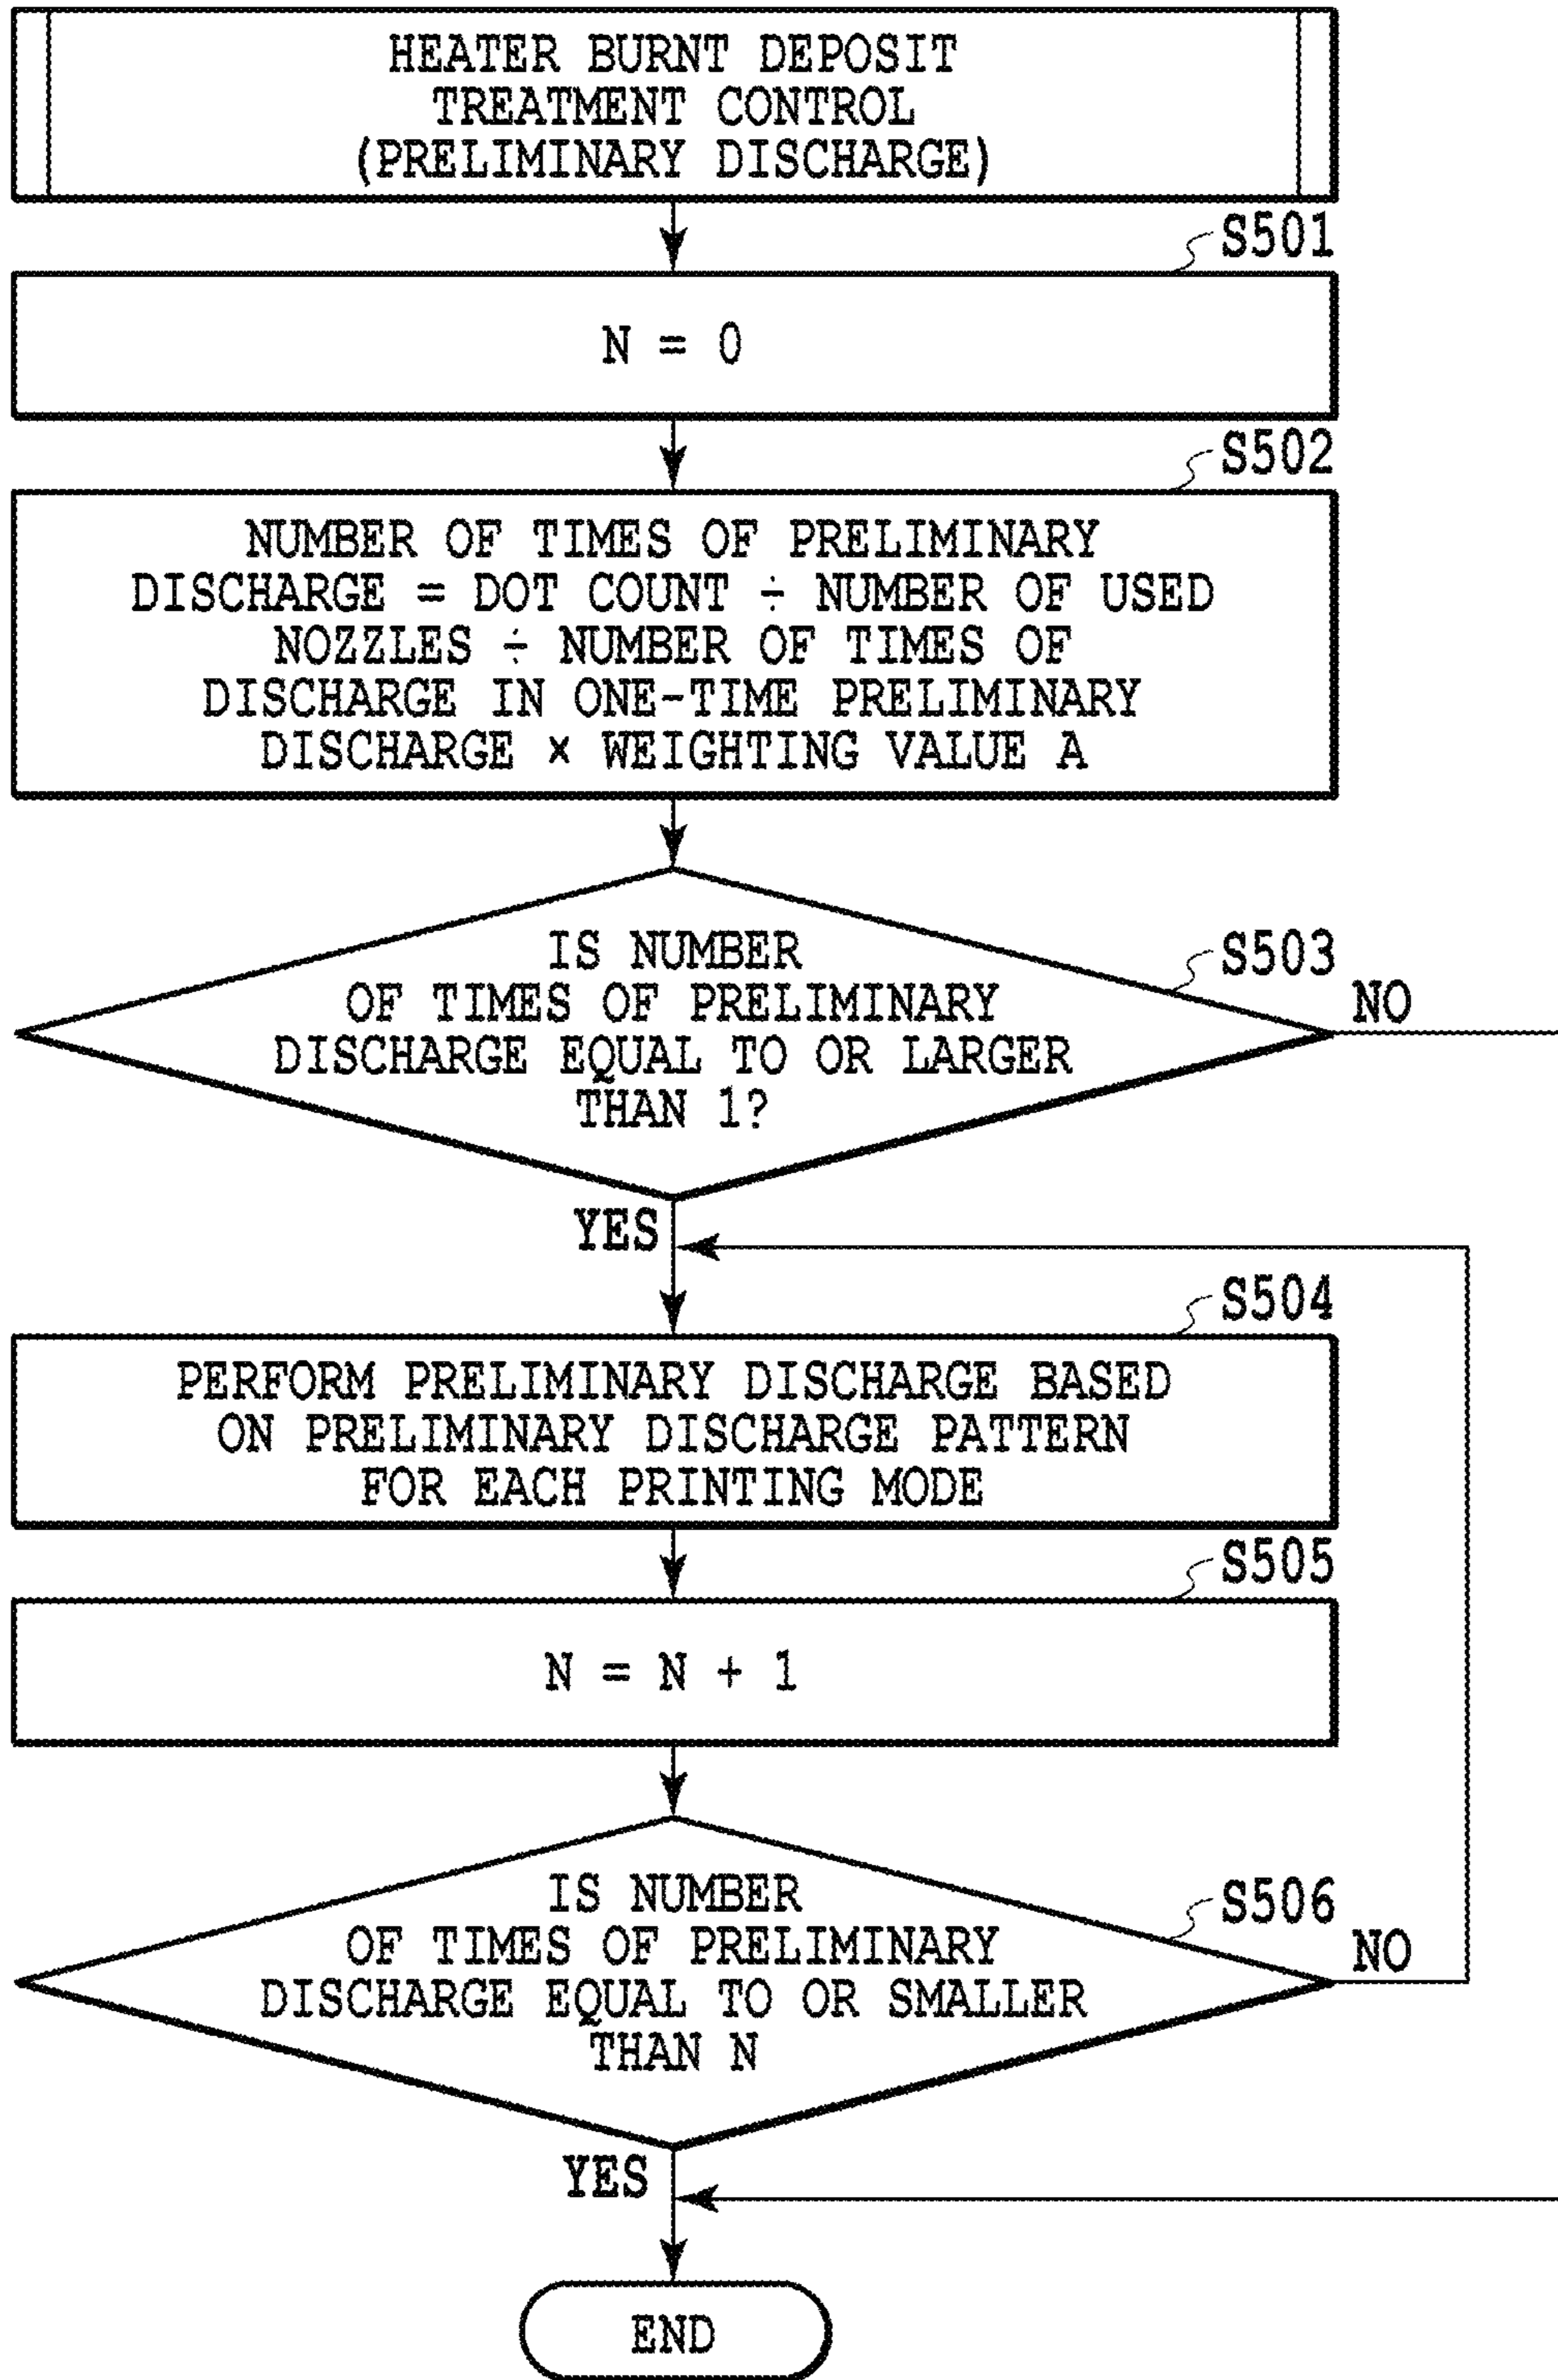 HEATER BURNT DEPOSIT
TREATMENT CONTROL
(PRELIMINARY DISCHARGE)
S501
N = 0
S502
NUMBER OF TIMES OF PRELIMINARY
DISCHARGE = DOT COUNT ÷ NUMBER OF USED
NOZZLES ÷ NUMBER OF TIMES OF
DISCHARGE IN ONE-TIME PRELIMINARY
DISCHARGE × WEIGHTING VALUE A
IS NUMBER
OF TIMES OF PRELIMINARY
DISCHARGE EQUAL TO OR LARGER
THAN 1?
S503
NO
YES
S504
PERFORM PRELIMINARY DISCHARGE BASED
ON PRELIMINARY DISCHARGE PATTERN
FOR EACH PRINTING MODE
S505
N = N + 1
IS NUMBER
OF TIMES OF PRELIMINARY
DISCHARGE EQUAL TO OR SMALLER
THAN N
S506
NO
YES
END